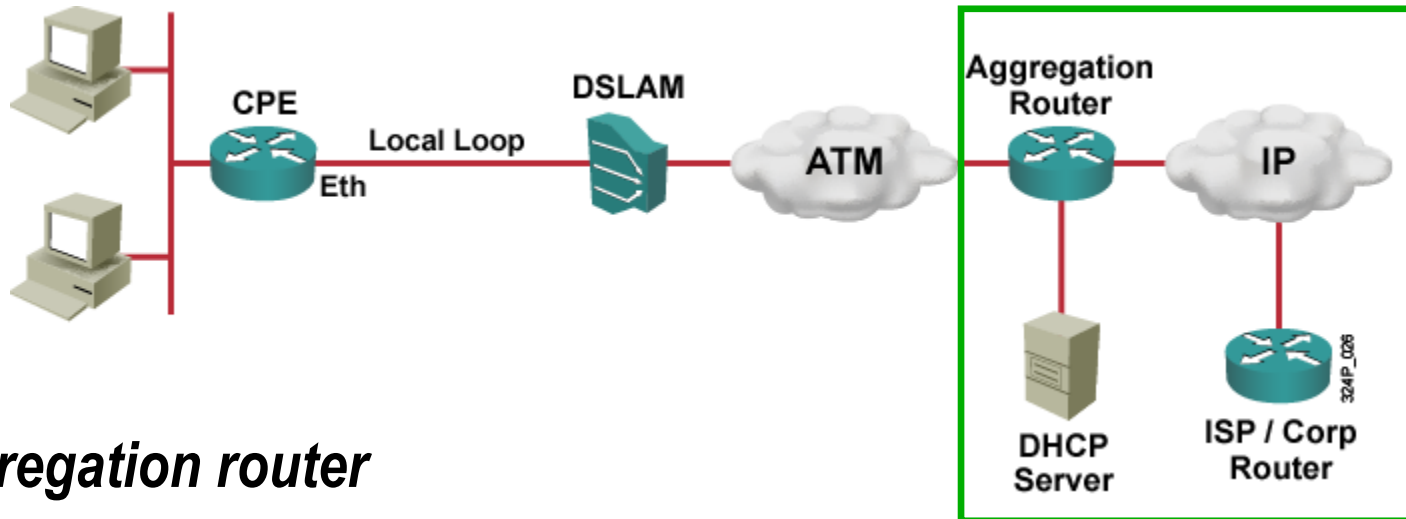 CPE
Eth
Local Loop
DSLAM
ATM
Aggregation
Router
IP
DHCP
Server
ISP / Corp
Router
324P_026
regation router